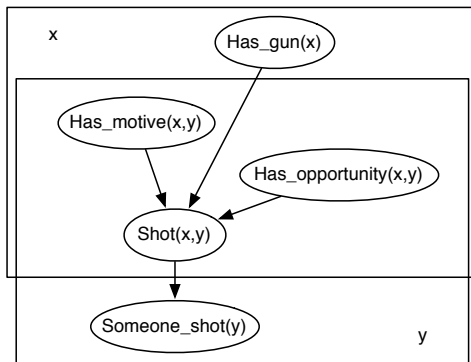 x
Has_gun(x)
Has_motive(x,y)
Has_opportunity(x,y)
Shot(x,y)
Someone_shot(y)
y